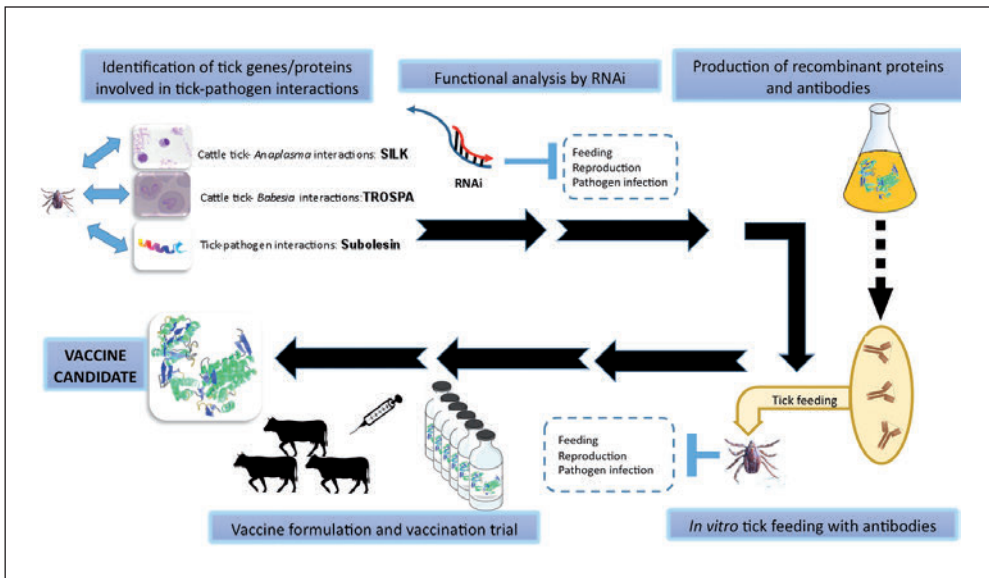 Identification of tick genes/proteins
involved in tick-pathogen interactions
Functional analysis by RNAi
Production of recombinant proteins
and antibodies
Cattle tick- Anaplasma interactions: SILK
Cattle tick- Babesia interactions:TROSPA
Tick-pathogen interactions: Subolesin
RNAi
Feeding
Reproduction
Pathogen infection
VACCINE
CANDIDATE
Tick feeding
Feeding
Reproduction
Pathogen infection
Vaccine formulation and vaccination trial
In vitro tick feeding with antibodies